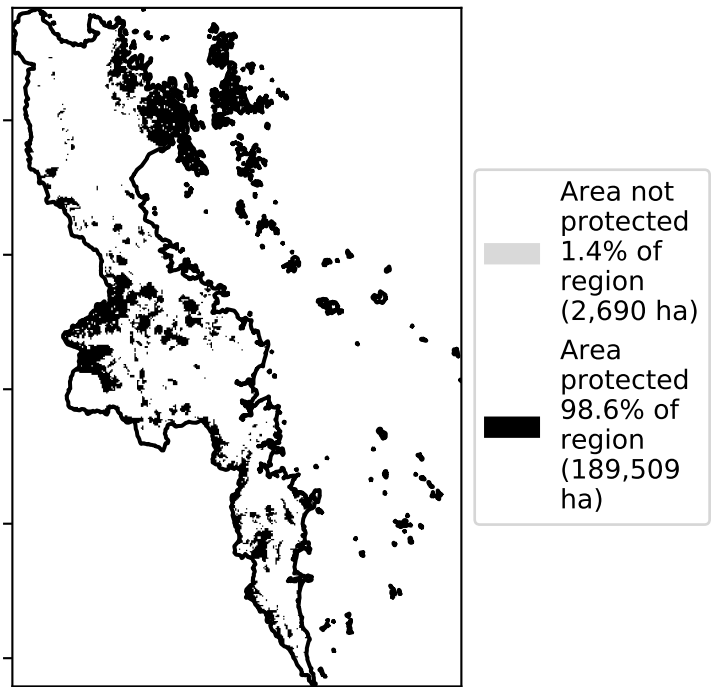 Area not
protected
1.4% of
region
(2,690 ha)
Area
protected
98.6% of
region
(189,509
ha)